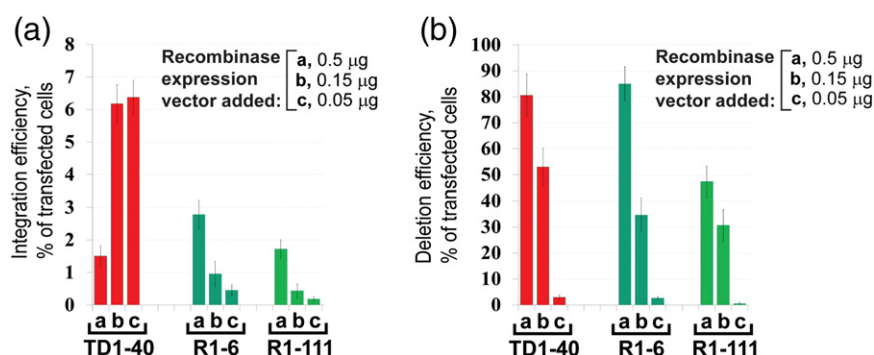 (a)
Integration efficiency,
% of transfected cells
8
7
6
5
4
3
2
1
0
Recombinase
expression
vector added:
a, 0.5 µg
b, 0.15 µg
c, 0.05 µg
a b c
a b c
a b c
TD1-40
R1-6
R1-111
(b)
Deletion efficiency,
% of transfected cells
100
90
80
70
60
50
40
30
20
10
0
Recombinase
expression
vector added:
a, 0.5 µg
b, 0.15 µg
c, 0.05 µg
a b c
a b c
a b c
TD1-40
R1-6
R1-111